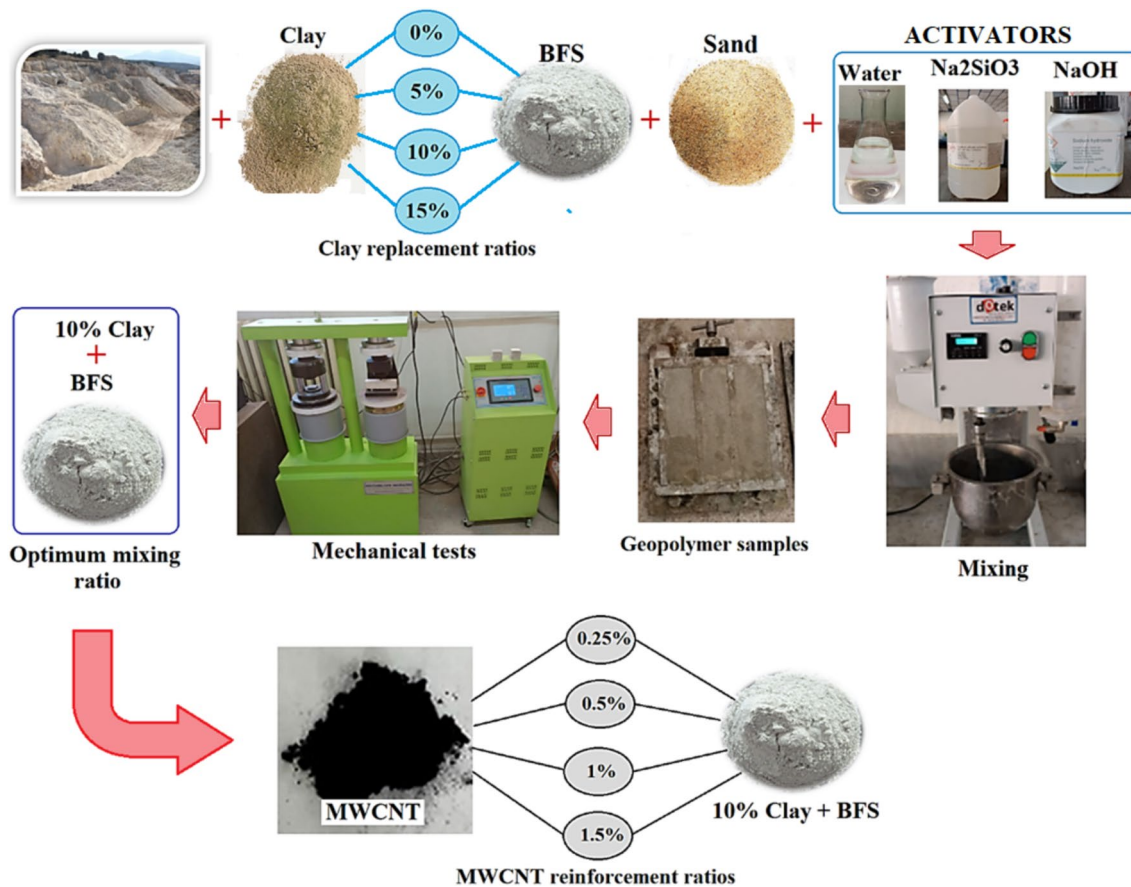 Clay
0%
5%
10%
15%
BFS
Sand
ACTIVATORS
Water
Na2SiO3
NaOH
Clay replacement ratios
+
+
+
10% Clay
+
BFS
Optimum mixing
ratio
Mechanical tests
Geopolymer samples
dotek
Mixing
MWCNT
0.25%
0.5%
1%
1.5%
10% Clay + BFS
MWCNT reinforcement ratios